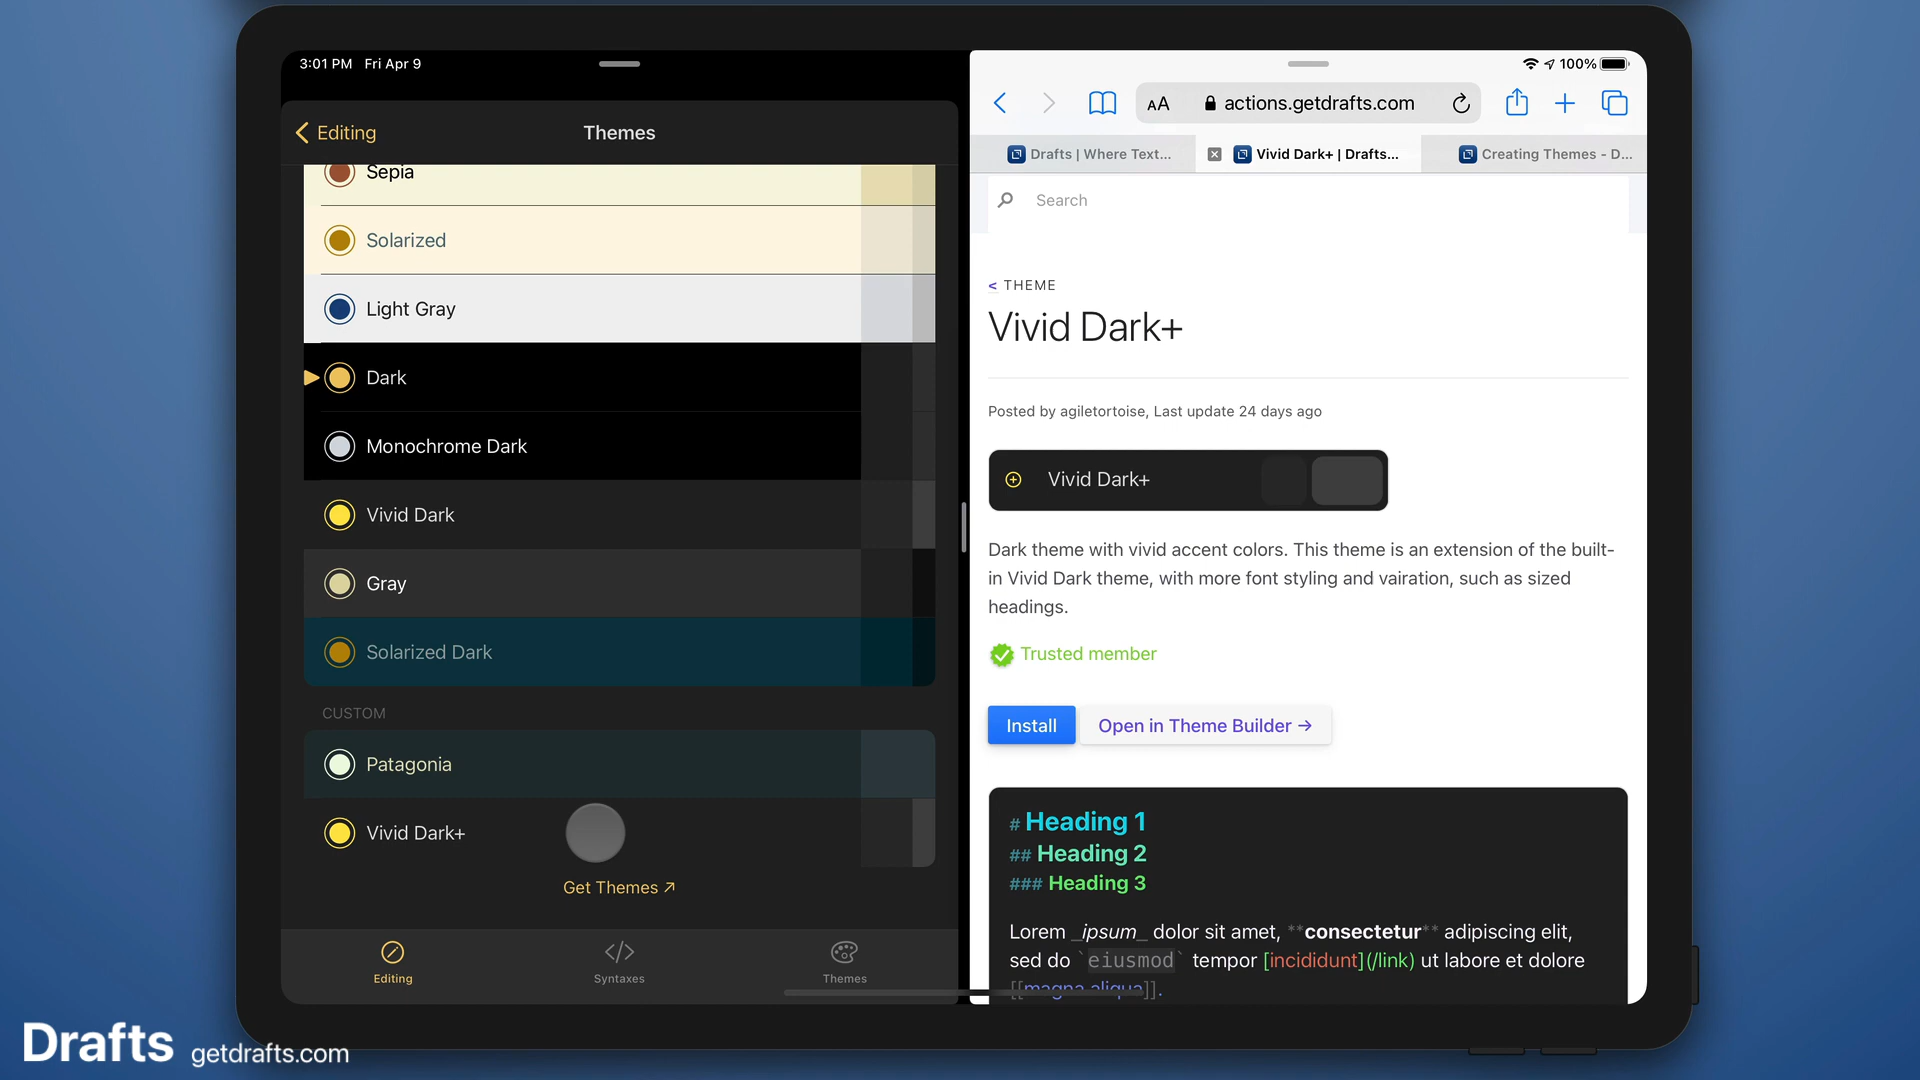 3:01 PM Fri Apr 9
100%
Editing
Themes
Sepia
Solarized
Light Gray
Dark
Monochrome Dark
Vivid Dark
Gray
Solarized Dark
CUSTOM
Patagonia
Vivid Dark+
Get Themes ↗
Editing
Syntaxes
Themes
AA
actions.getdrafts.com
Drafts | Where Text...
Vivid Dark+ | Drafts...
Creating Themes - D...
Search
< THEME
Vivid Dark+
Posted by agiletortoise, Last update 24 days ago
Vivid Dark+
Dark theme with vivid accent colors. This theme is an extension of the built-
in Vivid Dark theme, with more font styling and vairation, such as sized
headings.
Trusted member
Install
Open in Theme Builder →
# Heading 1
## Heading 2
### Heading 3
Lorem _ipsum_ dolor sit amet, **consectetur** adipiscing elit,
sed do `eiusmod` tempor [incididunt](/link) ut labore et dolore
[[magna aliqua]].
Drafts getdrafts.com